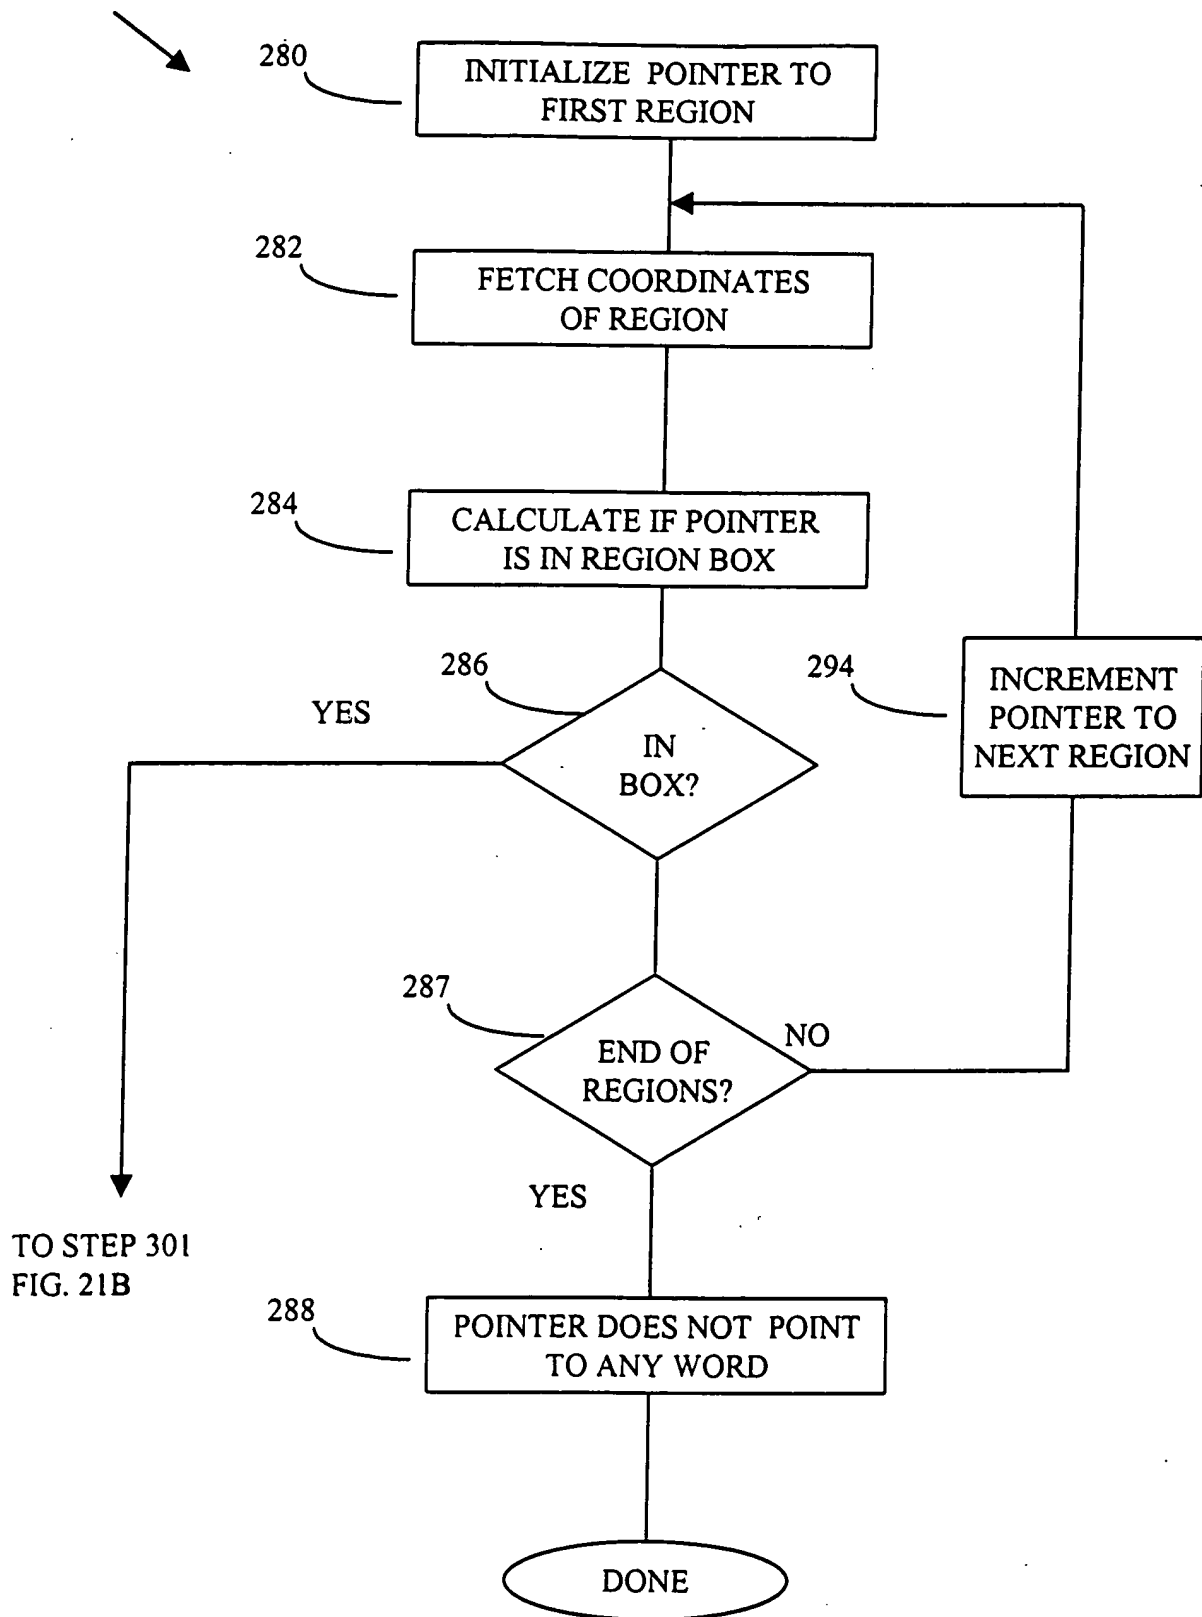 280
INITIALIZE POINTER TO
FIRST REGION
282
FETCH COORDINATES
OF REGION
284
CALCULATE IF POINTER
IS IN REGION BOX
286
YES
IN
BOX?
294
INCREMENT
POINTER TO
NEXT REGION
287
END OF
REGIONS?
NO
YES
TO STEP 301
FIG. 21B
288
POINTER DOES NOT POINT
TO ANY WORD
DONE